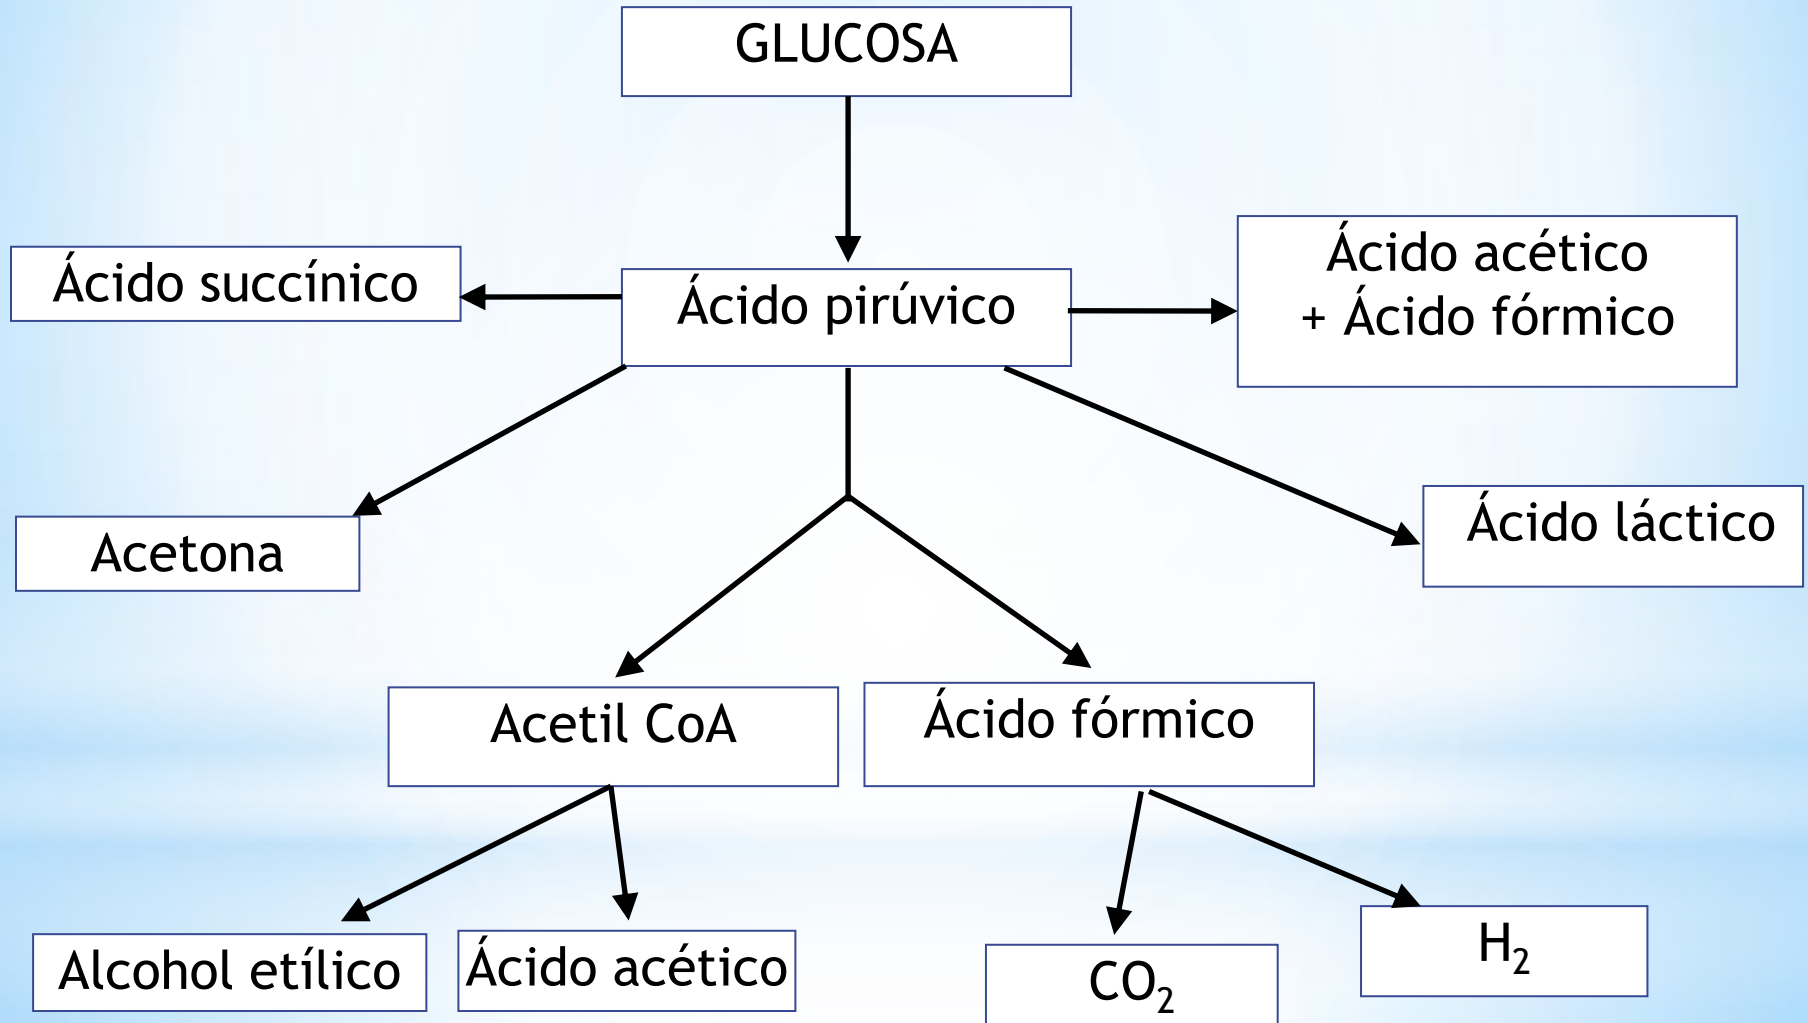 GLUCOSA
Ácido succínico
Ácido pirúvico
Ácido acético
+ Ácido fórmico
Acetona
Ácido láctico
Acetil CoA
Ácido fórmico
Alcohol etílico
Ácido acético
CO₂
H₂